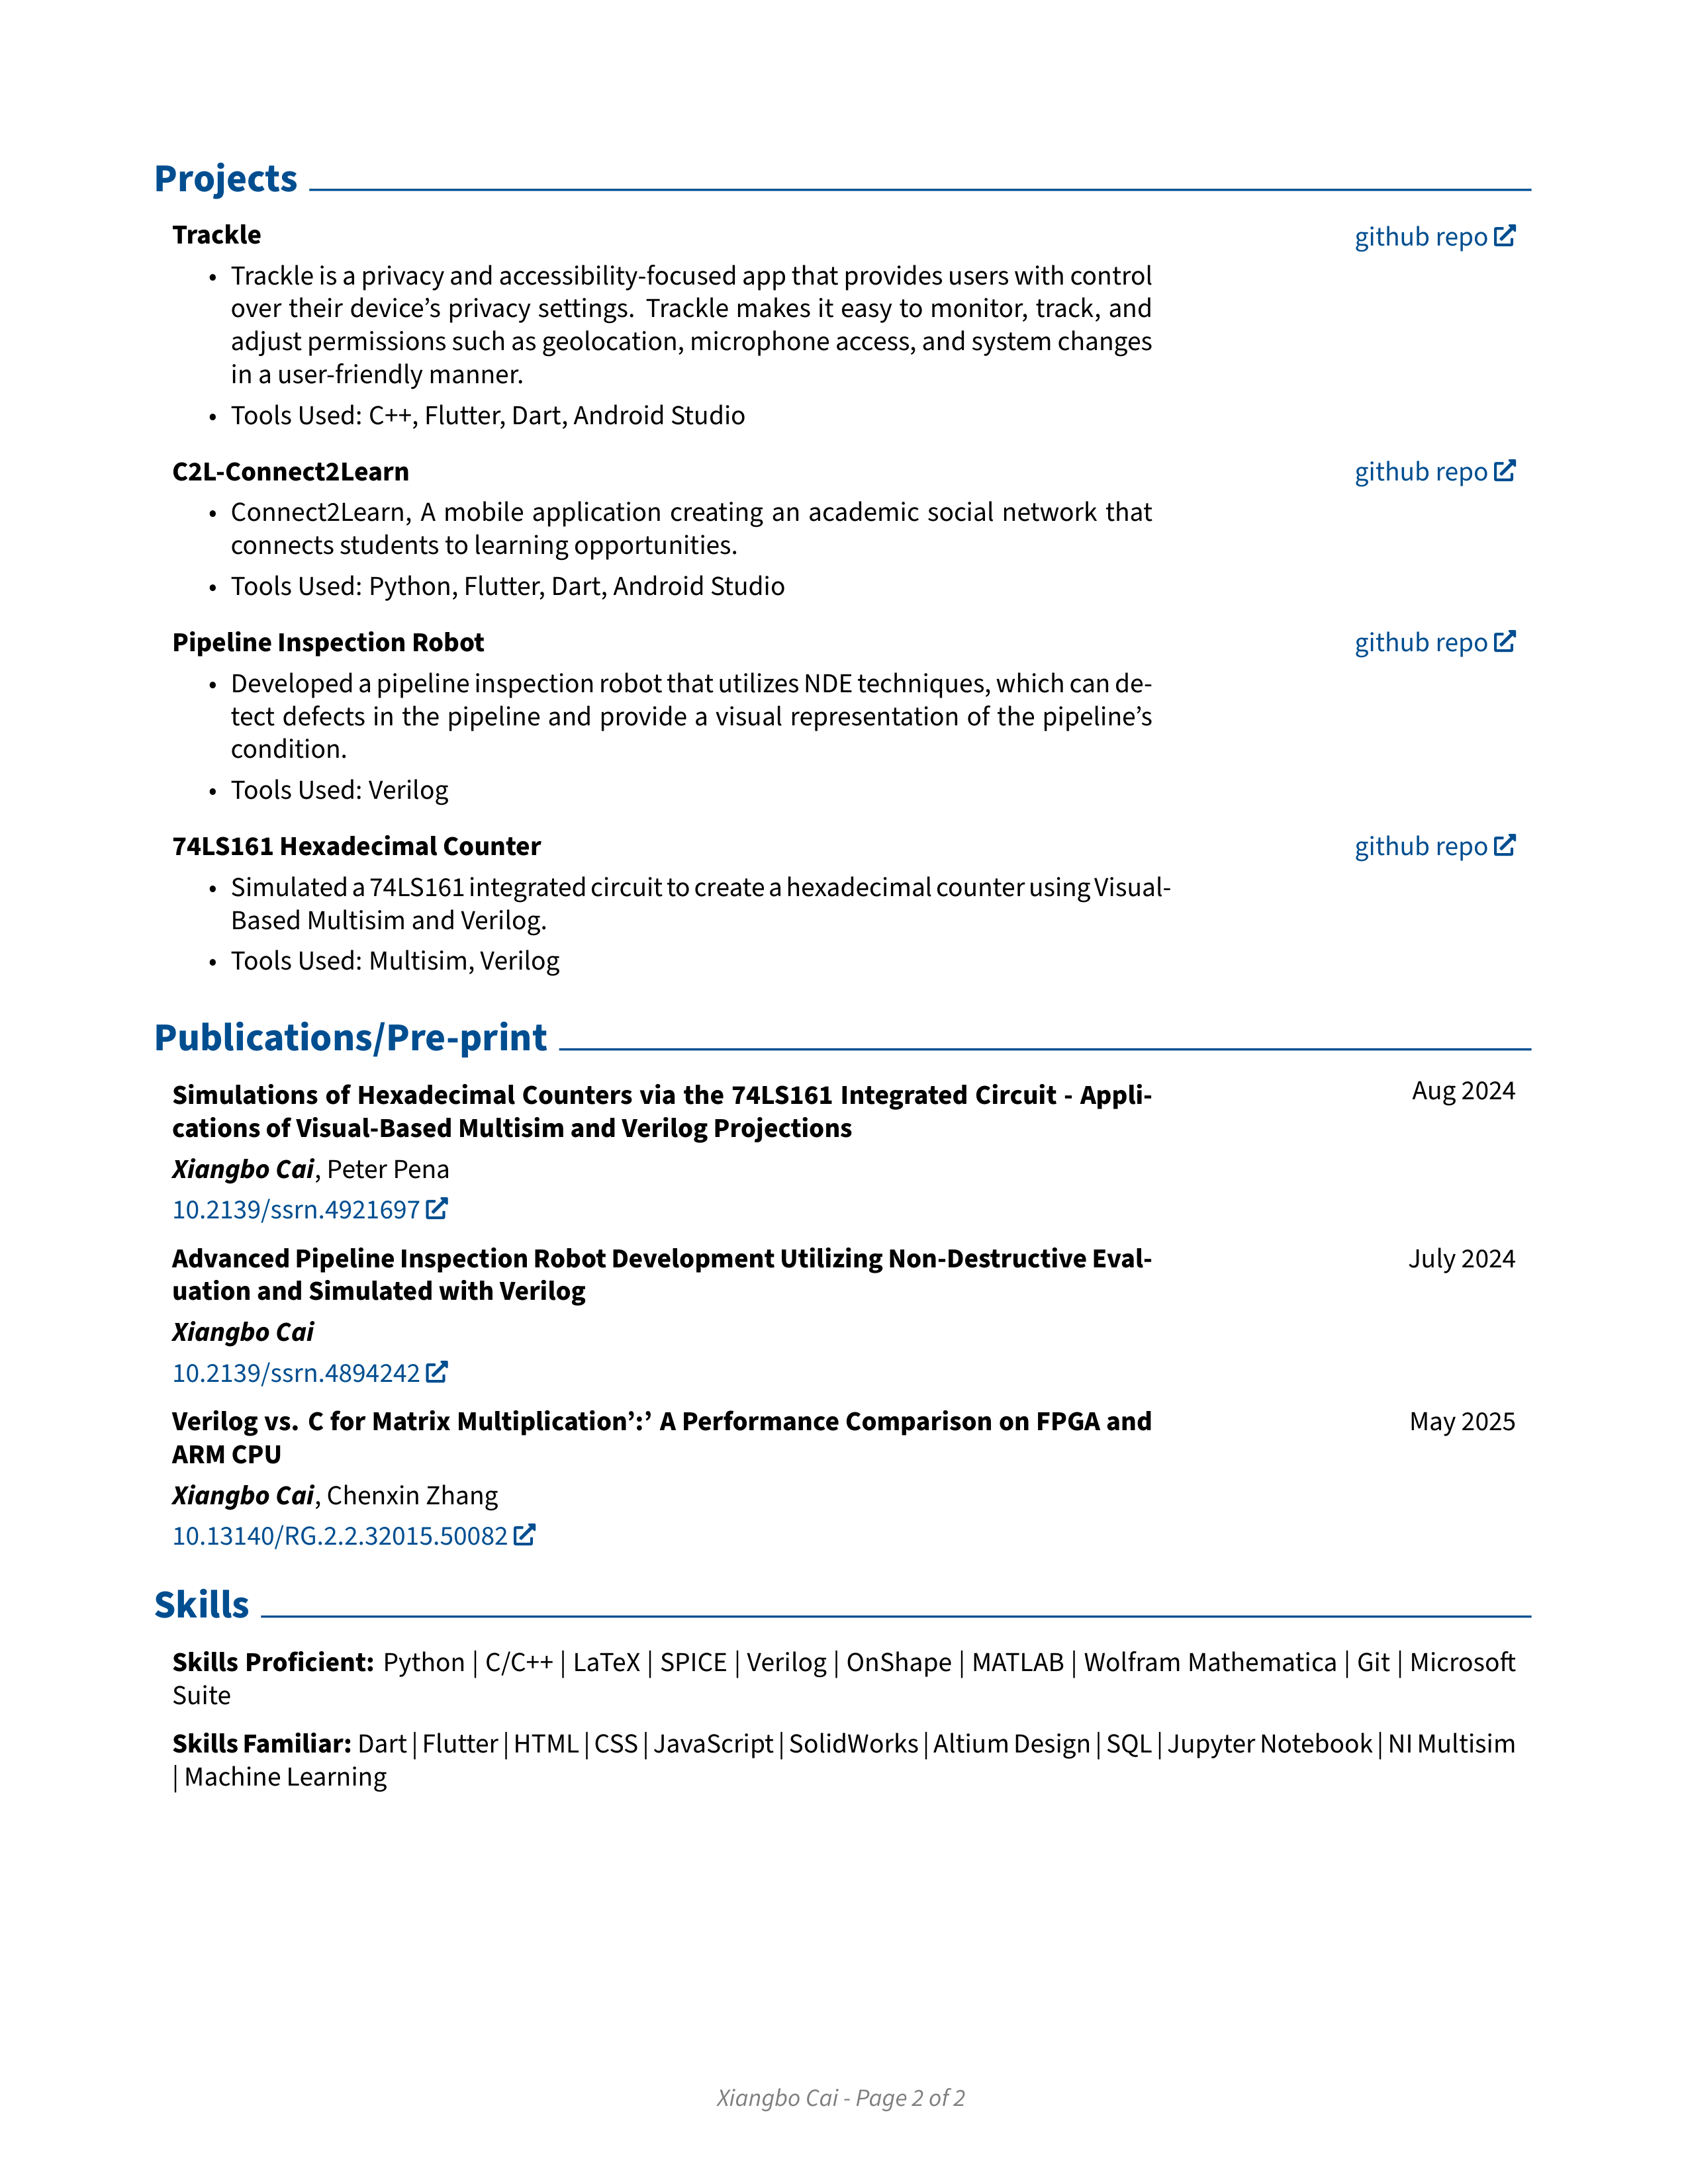 Projects
Trackle github repo
• Trackle is a privacy and accessibility-focused app that provides users with control
over their device’s privacy settings. Trackle makes it easy to monitor, track, and
adjust permissions such as geolocation, microphone access, and system changes
in a user-friendly manner.
• Tools Used: C++, Flutter, Dart, Android Studio
C2L-Connect2Learn github repo
• Connect2Learn, A mobile application creating an academic social network that
connects students to learning opportunities.
• Tools Used: Python, Flutter, Dart, Android Studio
Pipeline Inspection Robot github repo
• Developed a pipeline inspection robot that utilizes NDE techniques, which can de-
tect defects in the pipeline and provide a visual representation of the pipeline’s
condition.
• Tools Used: Verilog
74LS161 Hexadecimal Counter github repo
• Simulated a 74LS161 integrated circuit to create a hexadecimal counter using Visual-
Based Multisim and Verilog.
• Tools Used: Multisim, Verilog
Publications/Pre-print
Simulations of Hexadecimal Counters via the 74LS161 Integrated Circuit - Appli- Aug 2024
cations of Visual-Based Multisim and Verilog Projections
Xiangbo Cai, Peter Pena
10.2139/ssrn.4921697
Advanced Pipeline Inspection Robot Development Utilizing Non-Destructive Eval- July 2024
uation and Simulated with Verilog
Xiangbo Cai
10.2139/ssrn.4894242
Verilog vs. C for Matrix Multiplication’:’ A Performance Comparison on FPGA and May 2025
ARM CPU
Xiangbo Cai, Chenxin Zhang
10.13140/RG.2.2.32015.50082
Skills
Skills Proficient: Python | C/C++ | LaTeX | SPICE | Verilog | OnShape | MATLAB | Wolfram Mathematica | Git | Microsoft
Suite
Skills Familiar: Dart | Flutter | HTML | CSS | JavaScript | SolidWorks | Altium Design | SQL | Jupyter Notebook | NI Multisim
| Machine Learning
Xiangbo Cai - Page 2 of 2